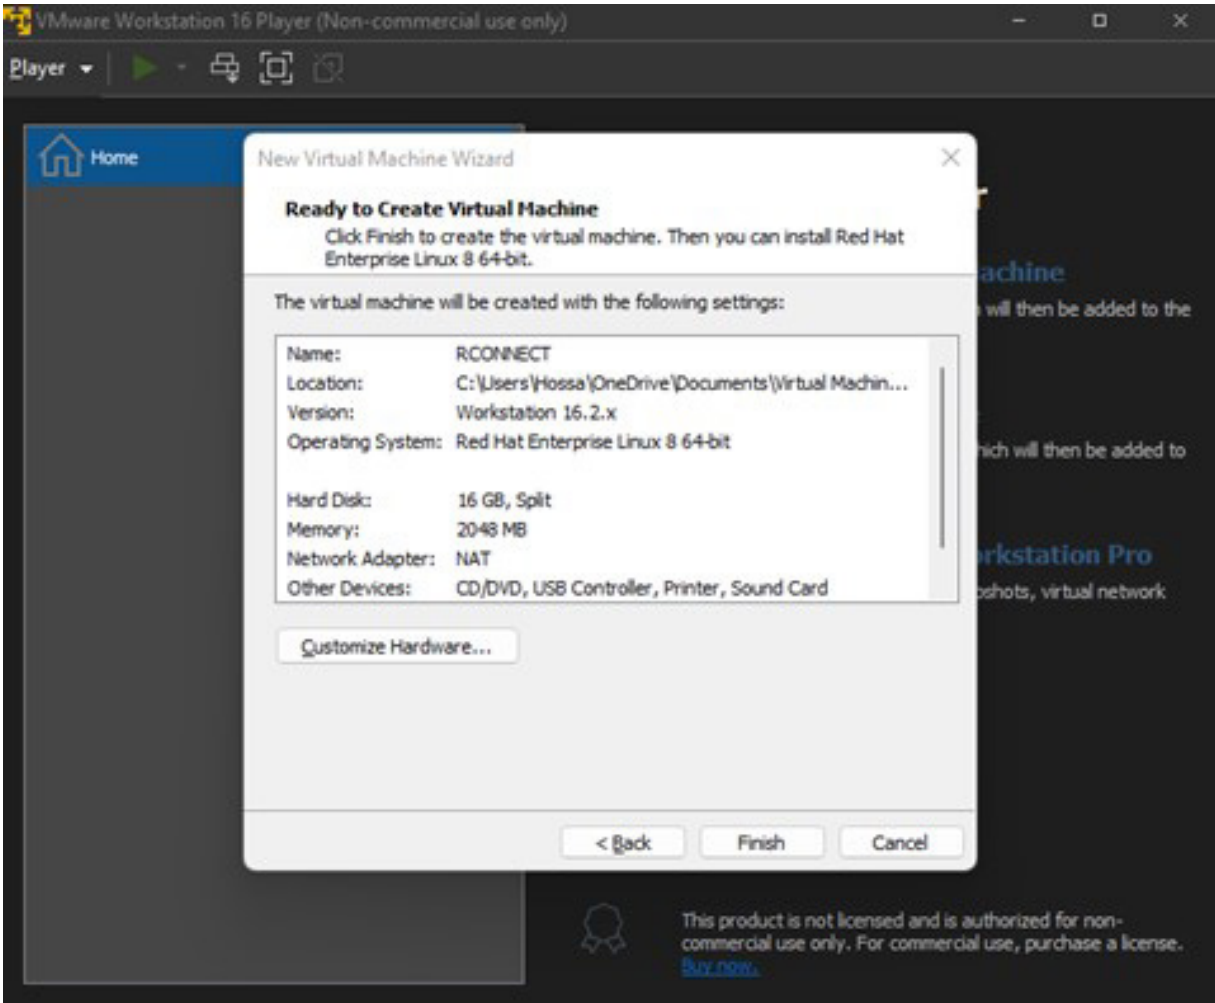 VMware Workstation 16 Player (Non-commercial use only)
Player
Home
New Virtual Machine Wizard
Ready to Create Virtual Machine
Click Finish to create the virtual machine. Then you can install Red Hat
Enterprise Linux 8 64-bit.
The virtual machine will be created with the following settings:
Name: RCONNECT
Location: C:\Users\Hossa\OneDrive\Documents\Virtual Machin...
Version: Workstation 16.2.x
Operating System: Red Hat Enterprise Linux 8 64-bit
Hard Disk: 16 GB, Split
Memory: 2048 MB
Network Adapter: NAT
Other Devices: CD/DVD, USB Controller, Printer, Sound Card
Customize Hardware...
< Back Finish Cancel
achine
will then be added to the
hich will then be added to
orkstation Pro
pshots, virtual network
This product is not licensed and is authorized for non-
commercial use only. For commercial use, purchase a license.
Buy now.